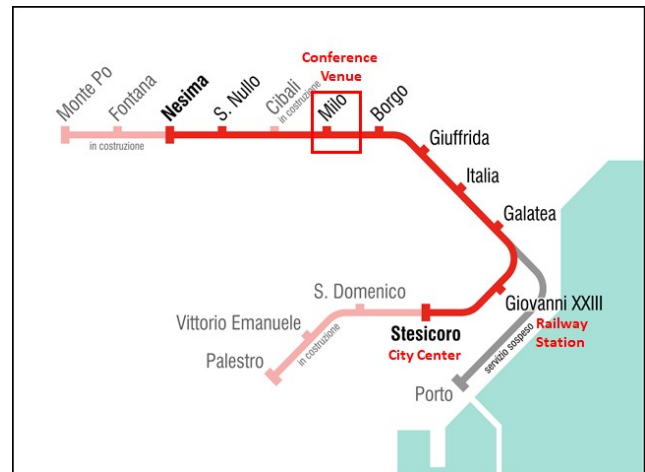 Conference
Venue
Monte Po
Fontana
Nesima
S. Nullo
Cibali
in costruzione
Milo
Borgo
in costruzione
Giuffrida
Italia
Galatea
Giovanni XXIII
Railway
Station
servizio sospeso
S. Domenico
Vittorio Emanuele
in costruzione
Palestro
Stesicoro
City Center
Porto